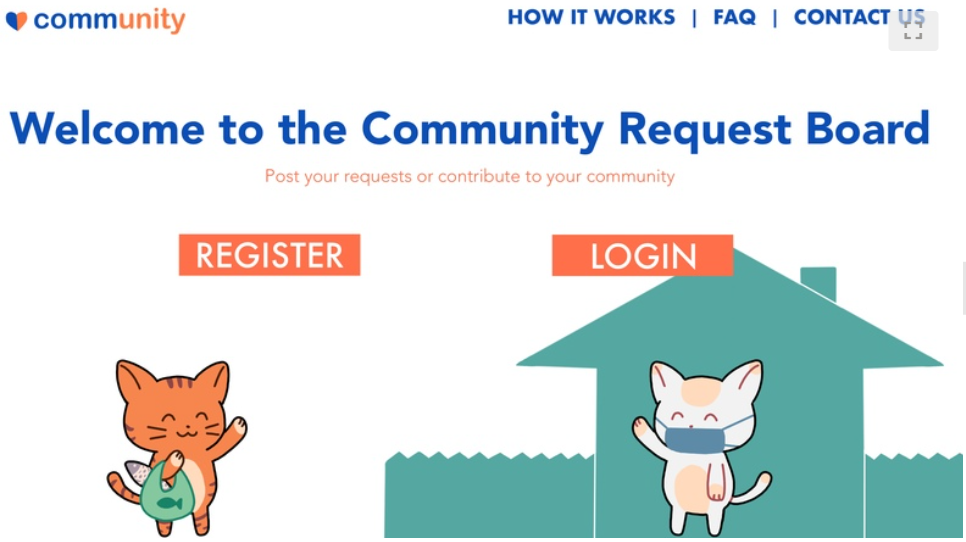 community
HOW IT WORKS | FAQ | CONTACT US
Welcome to the Community Request Board
Post your requests or contribute to your community
REGISTER
LOGIN